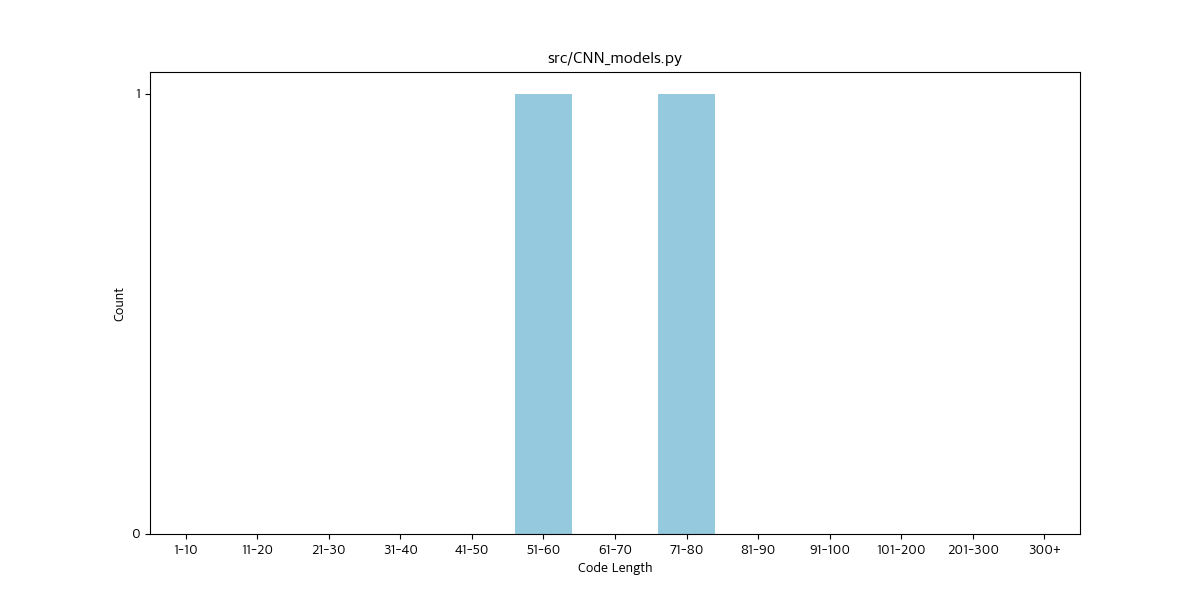 src/CNN_models.py
1
Count
0
1-10 11-20 21-30 31-40 41-50 51-60 61-70 71-80 81-90 91-100 101-200 201-300 300+
Code Length